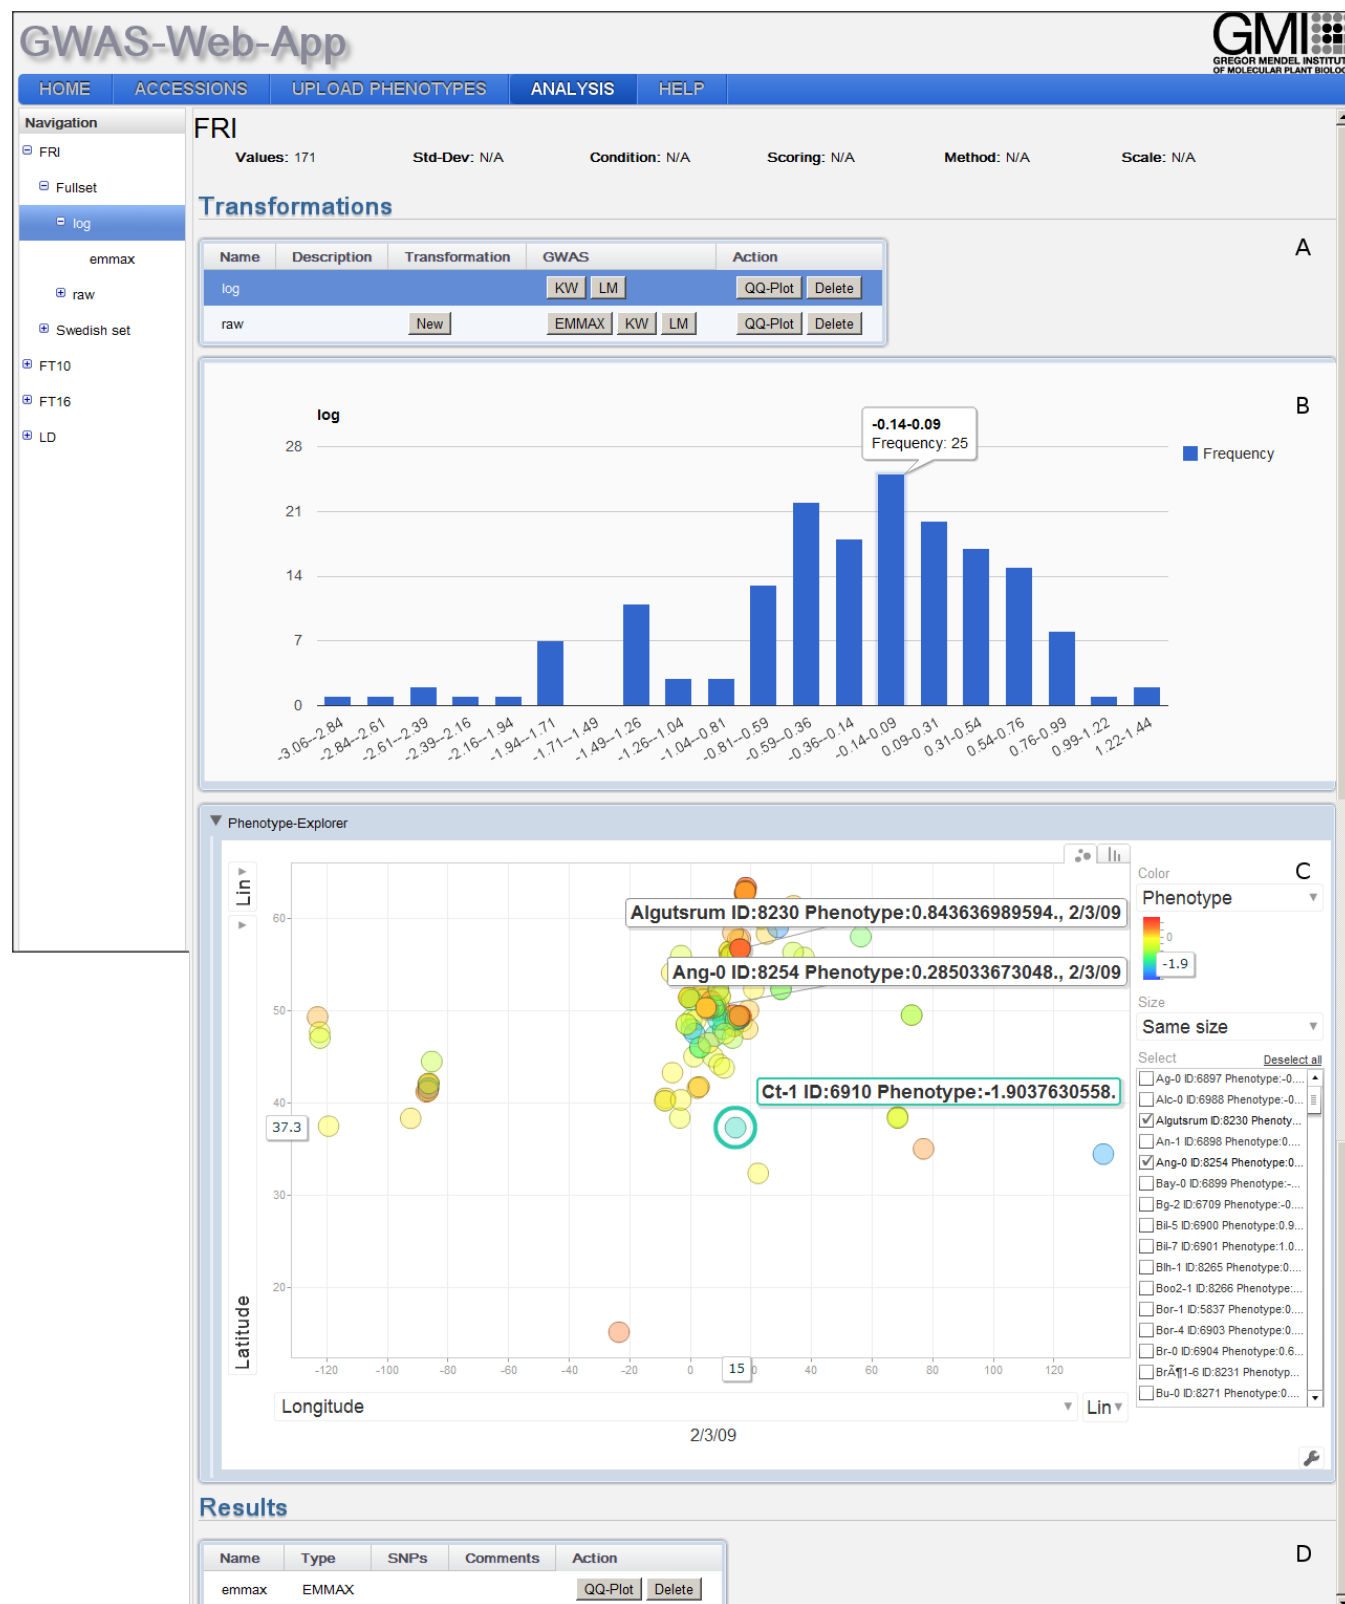 GWAS-Web-App
GMI
GREGOR MENDEL INSTITUT
OF MOLECULAR PLANT BIOLOG
HOME ACCESSIONS UPLOAD PHENOTYPES ANALYSIS HELP
Navigation
FRI
Fullset
log
emmax
raw
Swedish set
FT10
FT16
LD
FRI
Values: 171 Std-Dev: N/A Condition: N/A Scoring: N/A Method: N/A Scale: N/A
Transformations
A
Name Description Transformation GWAS Action
log KW LM QQ-Plot Delete
raw New EMMAX KW LM QQ-Plot Delete
B
log
-0.14-0.09
Frequency: 25
Frequency
28
21
14
7
0
-3.06--2.84 -2.84--2.61 -2.61--2.39 -2.39--2.16 -2.16--1.94 -1.94--1.71 -1.71--1.49 -1.49--1.26 -1.26--1.04 -1.04--0.81 -0.81--0.59 -0.59--0.36 -0.36--0.14 -0.14-0.09 0.09-0.31 0.31-0.54 0.54-0.76 0.76-0.99 0.99-1.22 1.22-1.44
Phenotype-Explorer
C
Lin
Latitude
60
50
40
37.3
30
20
Algutsrum ID:8230 Phenotype:0.843636989594., 2/3/09
Ang-0 ID:8254 Phenotype:0.285033673048., 2/3/09
Ct-1 ID:6910 Phenotype:-1.9037630558.
-120 -100 -80 -60 -40 -20 0 15 40 60 80 100 120
Longitude Lin
2/3/09
Color
Phenotype
0
-1.9
Size
Same size
Select Deselect all
Ag-0 ID:6897 Phenotype:-0....
Alc-0 ID:6988 Phenotype:-0...
Algutsrum ID:8230 Phenoty...
An-1 ID:6898 Phenotype:0....
Ang-0 ID:8254 Phenotype:0...
Bay-0 ID:6899 Phenotype:-...
Bg-2 ID:6709 Phenotype:-0....
Bil-5 ID:6900 Phenotype:0.9...
Bil-7 ID:6901 Phenotype:1.0...
Blh-1 ID:8265 Phenotype:0....
Boo2-1 ID:8266 Phenotype:...
Bor-1 ID:5837 Phenotype:0....
Bor-4 ID:6903 Phenotype:0....
Br-0 ID:6904 Phenotype:0.6...
BrÃ¶1-6 ID:8231 Phenotyp...
Bu-0 ID:8271 Phenotype:0....
Results
D
Name Type SNPs Comments Action
emmax EMMAX QQ-Plot Delete